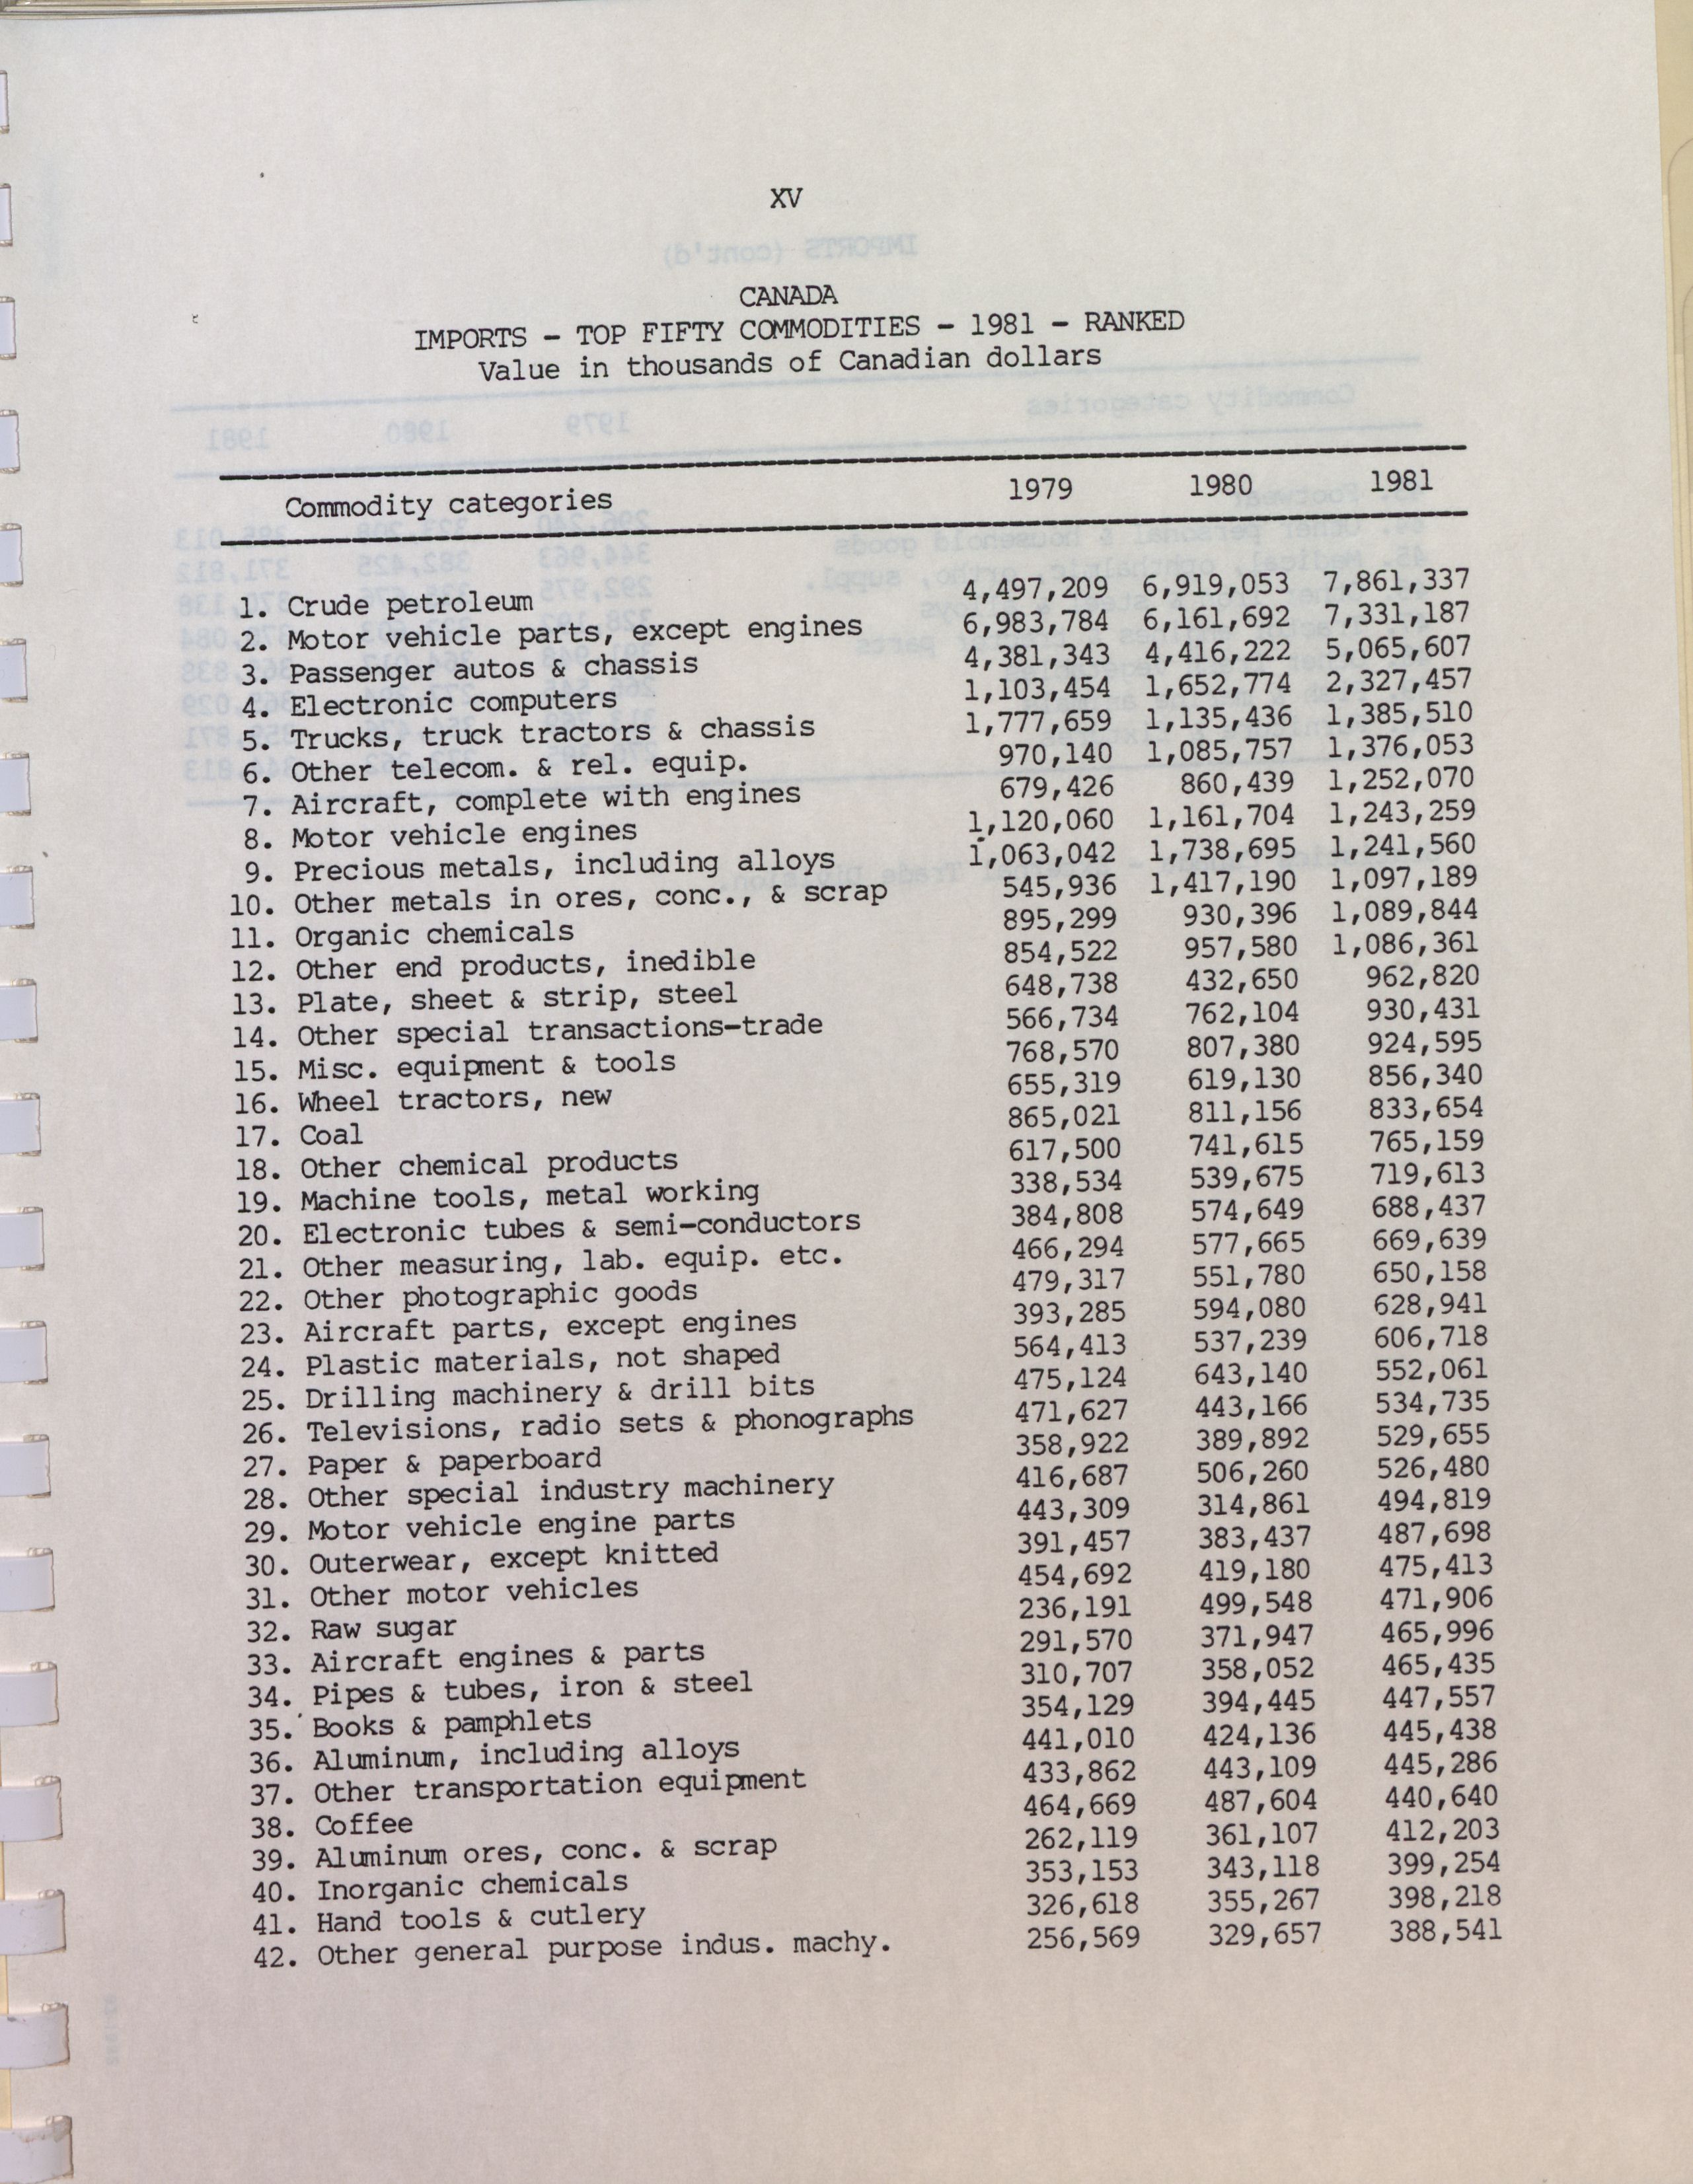 XV
CANADA
IMPORTS - TOP FIFTY COMMODITIES - 1981 - RANKED
Value in thousands of Canadian dollars
Commodity categories 1979 1980 1981
1. Crude petroleum 4,497,209 6,919,053 7,861,337
2. Motor vehicle parts, except engines 6,983,784 6,161,692 7,331,187
3. Passenger autos & chassis 4,381,343 4,416,222 5,065,607
4. Electronic computers 1,103,454 1,652,774 2,327,457
5. Trucks, truck tractors & chassis 1,777,659 1,135,436 1,385,510
6. Other telecom. & rel. equip. 970,140 1,085,757 1,376,053
7. Aircraft, complete with engines 679,426 860,439 1,252,070
8. Motor vehicle engines 1,120,060 1,161,704 1,243,259
9. Precious metals, including alloys 1,063,042 1,738,695 1,241,560
10. Other metals in ores, conc., & scrap 545,936 1,417,190 1,097,189
11. Organic chemicals 895,299 930,396 1,089,844
12. Other end products, inedible 854,522 957,580 1,086,361
13. Plate, sheet & strip, steel 648,738 432,650 962,820
14. Other special transactions-trade 566,734 762,104 930,431
15. Misc. equipment & tools 768,570 807,380 924,595
16. Wheel tractors, new 655,319 619,130 856,340
17. Coal 865,021 811,156 833,654
18. Other chemical products 617,500 741,615 765,159
19. Machine tools, metal working 338,534 539,675 719,613
20. Electronic tubes & semi-conductors 384,808 574,649 688,437
21. Other measuring, lab. equip. etc. 466,294 577,665 669,639
22. Other photographic goods 479,317 551,780 650,158
23. Aircraft parts, except engines 393,285 594,080 628,941
24. Plastic materials, not shaped 564,413 537,239 606,718
25. Drilling machinery & drill bits 475,124 643,140 552,061
26. Televisions, radio sets & phonographs 471,627 443,166 534,735
27. Paper & paperboard 358,922 389,892 529,655
28. Other special industry machinery 416,687 506,260 526,480
29. Motor vehicle engine parts 443,309 314,861 494,819
30. Outerwear, except knitted 391,457 383,437 487,698
31. Other motor vehicles 454,692 419,180 475,413
32. Raw sugar 236,191 499,548 471,906
33. Aircraft engines & parts 291,570 371,947 465,996
34. Pipes & tubes, iron & steel 310,707 358,052 465,435
35. Books & pamphlets 354,129 394,445 447,557
36. Aluminum, including alloys 441,010 424,136 445,438
37. Other transportation equipment 433,862 443,109 445,286
38. Coffee 464,669 487,604 440,640
39. Aluminum ores, conc. & scrap 262,119 361,107 412,203
40. Inorganic chemicals 353,153 343,118 399,254
41. Hand tools & cutlery 326,618 355,267 398,218
42. Other general purpose indus. machy. 256,569 329,657 388,541